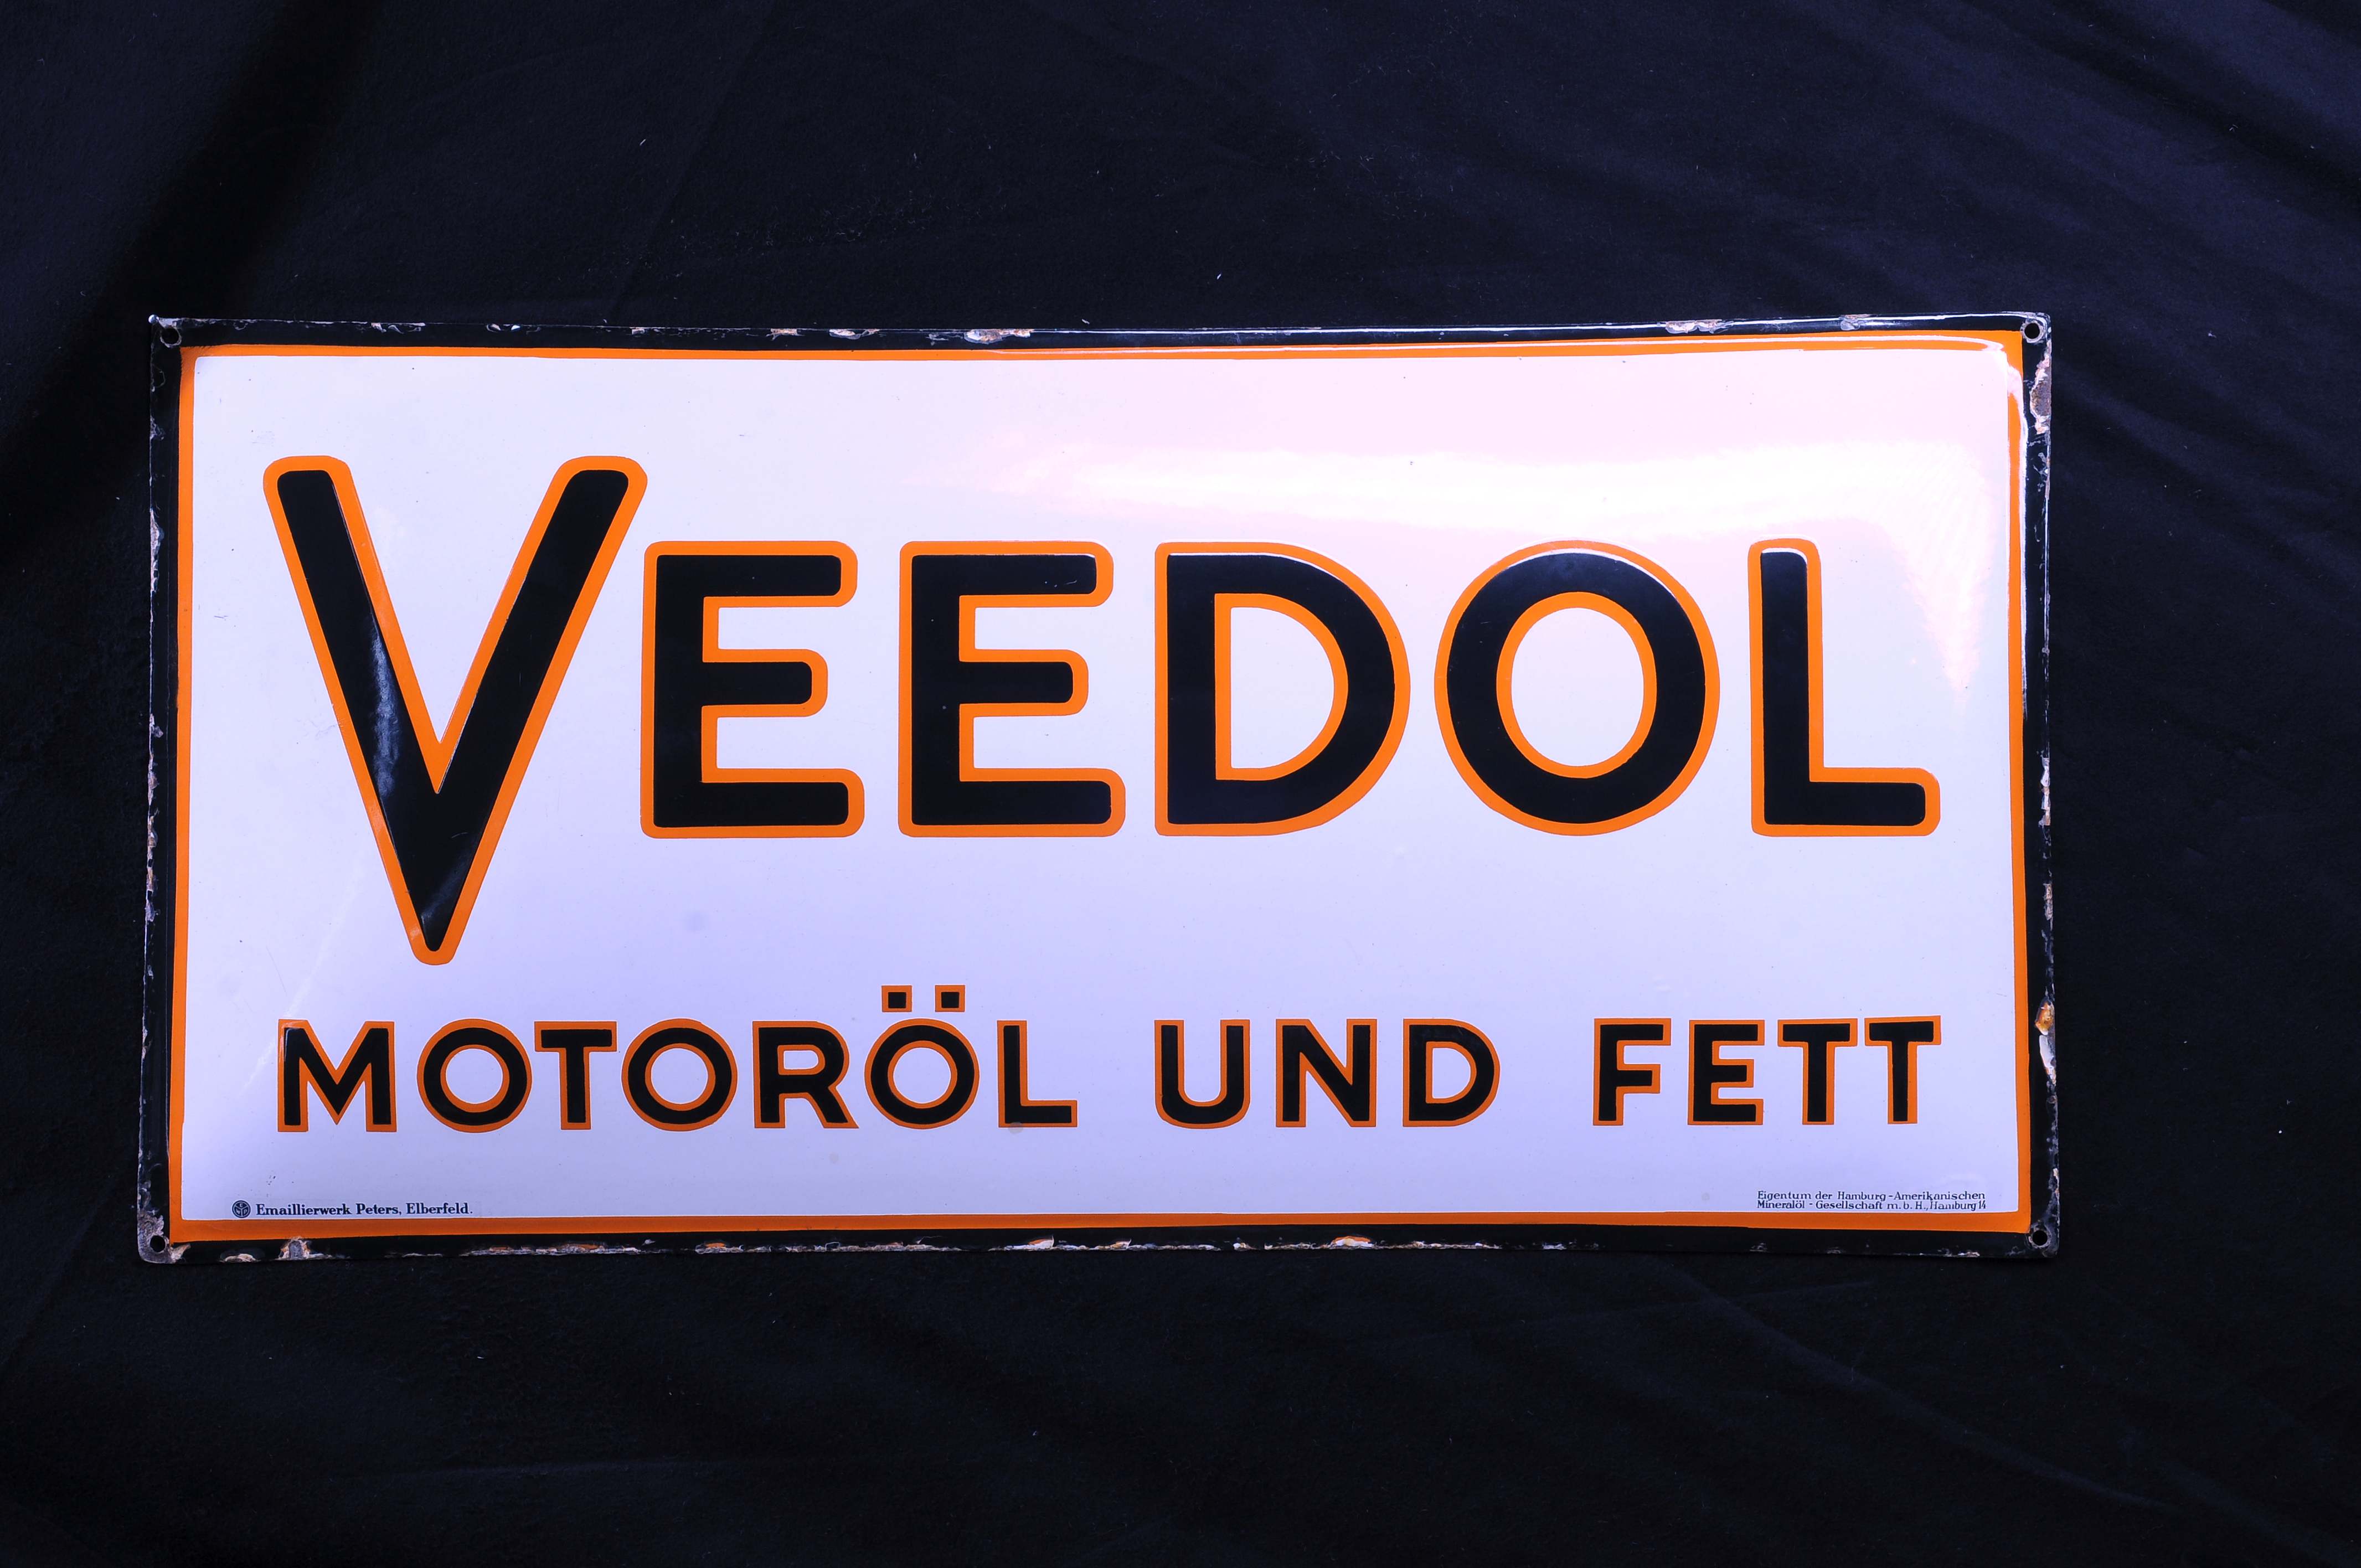 VEEDOL
MOTORÖL UND FETT
Emaillierwerk Peters, Elberfeld.
Eigentum der Hamburg-Amerikanischen
Mineralöl-Gesellschaft m. b. H., Hamburg 14